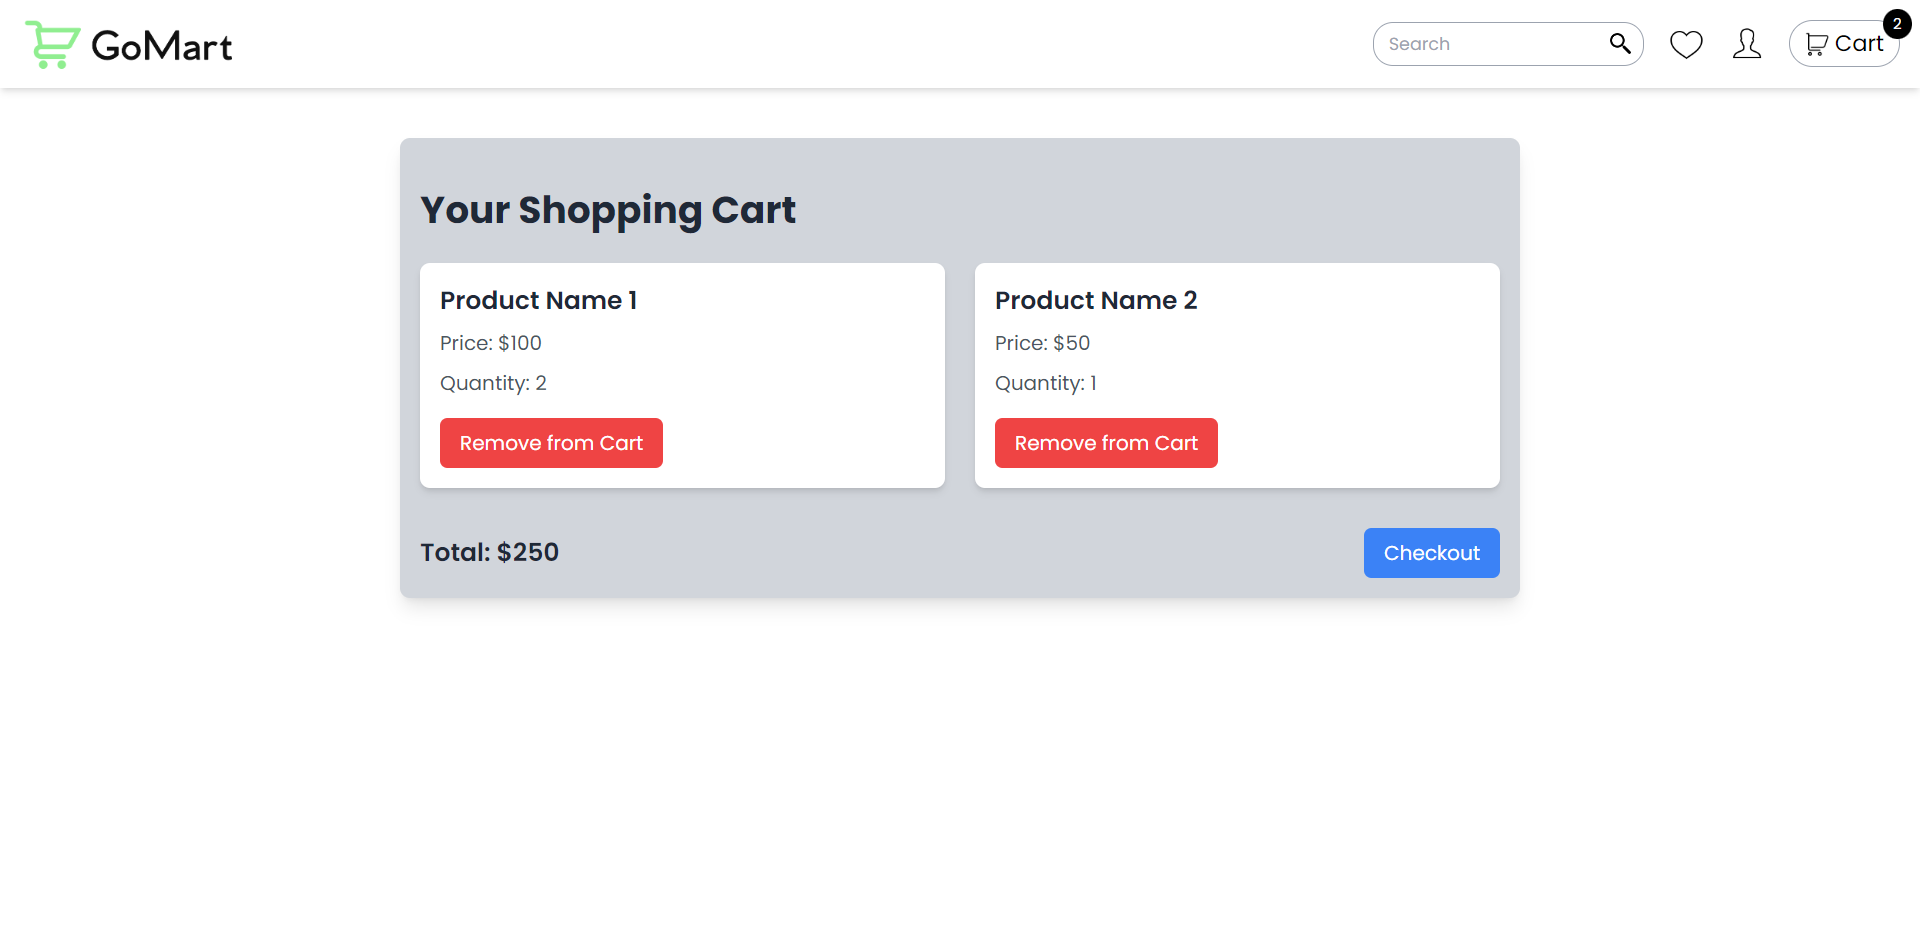 GoMart
Search
Cart
2
Your Shopping Cart
Product Name 1
Price: $100
Quantity: 2
Remove from Cart
Product Name 2
Price: $50
Quantity: 1
Remove from Cart
Total: $250
Checkout